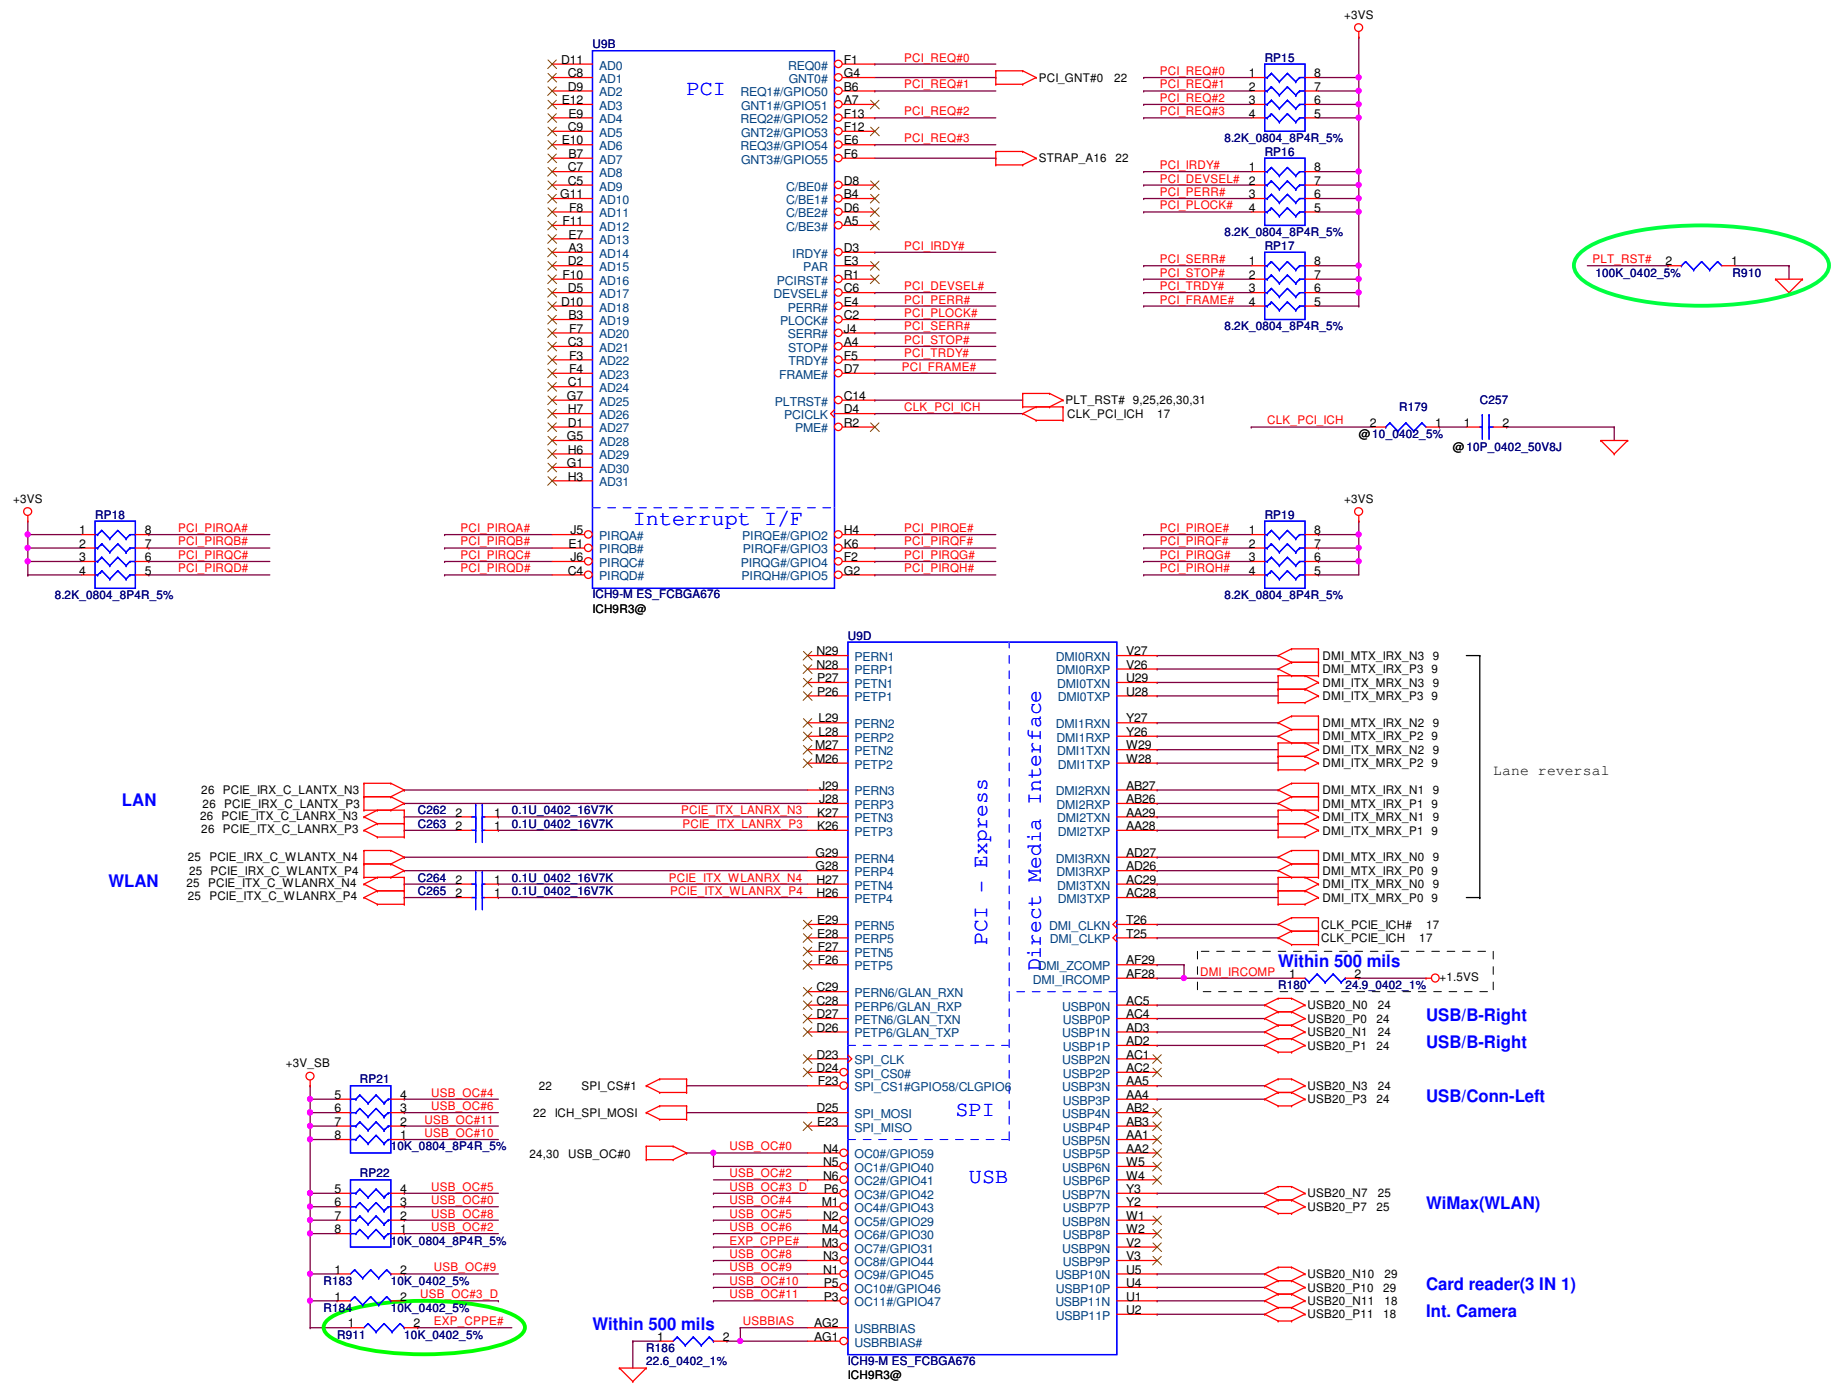 U9B
PCI
D11 AD0
C8 AD1
D9 AD2
E12 AD3
E9 AD4
C9 AD5
E10 AD6
B7 AD7
C7 AD8
C5 AD9
G11 AD10
F8 AD11
F11 AD12
E7 AD13
A3 AD14
D2 AD15
F10 AD16
D5 AD17
D10 AD18
B3 AD19
F7 AD20
C3 AD21
F3 AD22
F4 AD23
C1 AD24
G7 AD25
H7 AD26
D1 AD27
G5 AD28
H6 AD29
G1 AD30
H3 AD31
REQ0# F1 PCI_REQ#0
GNT0# G4 PCI_GNT#0 22
REQ1#/GPIO50 B6 PCI_REQ#1
GNT1#/GPIO51 A7
REQ2#/GPIO52 F13 PCI_REQ#2
GNT2#/GPIO53 F12
REQ3#/GPIO54 E6 PCI_REQ#3
GNT3#/GPIO55 F6 STRAP_A16 22
C/BE0# D8
C/BE1# B4
C/BE2# D6
C/BE3# A5
IRDY# D3 PCI_IRDY#
PAR E3
PCIRST# R1
DEVSEL# C6 PCI_DEVSEL#
PERR# E4 PCI_PERR#
PLOCK# C2 PCI_PLOCK#
SERR# J4 PCI_SERR#
STOP# A4 PCI_STOP#
TRDY# F5 PCI_TRDY#
FRAME# D7 PCI_FRAME#
PLTRST# C14 PLT_RST# 9,25,26,30,31
PCICLK D4 CLK_PCI_ICH CLK_PCI_ICH 17
PME# R2
+3VS
RP15
PCI_REQ#0 1 8
PCI_REQ#1 2 7
PCI_REQ#2 3 6
PCI_REQ#3 4 5
8.2K_0804_8P4R_5%
RP16
PCI_IRDY# 1 8
PCI_DEVSEL# 2 7
PCI_PERR# 3 6
PCI_PLOCK# 4 5
8.2K_0804_8P4R_5%
RP17
PCI_SERR# 1 8
PCI_STOP# 2 7
PCI_TRDY# 3 6
PCI_FRAME# 4 5
8.2K_0804_8P4R_5%
PLT_RST# 2 1
100K_0402_5% R910
CLK_PCI_ICH 2 R179 1 1 C257 2
@ 10_0402_5% @ 10P_0402_50V8J
+3VS
RP18
1 8 PCI_PIRQA#
2 7 PCI_PIRQB#
3 6 PCI_PIRQC#
4 5 PCI_PIRQD#
8.2K_0804_8P4R_5%
Interrupt I/F
PCI_PIRQA# J5 PIRQA#
PCI_PIRQB# E1 PIRQB#
PCI_PIRQC# J6 PIRQC#
PCI_PIRQD# C4 PIRQD#
PIRQE#/GPIO2 H4 PCI_PIRQE#
PIRQF#/GPIO3 K6 PCI_PIRQF#
PIRQG#/GPIO4 F2 PCI_PIRQG#
PIRQH#/GPIO5 G2 PCI_PIRQH#
ICH9-M ES_FCBGA676
ICH9R3@
+3VS
RP19
PCI_PIRQE# 1 8
PCI_PIRQF# 2 7
PCI_PIRQG# 3 6
PCI_PIRQH# 4 5
8.2K_0804_8P4R_5%
U9D
PCI - Express
Direct Media Interface
N29 PERN1
N28 PERP1
P27 PETN1
P26 PETP1
L29 PERN2
L28 PERP2
M27 PETN2
M26 PETP2
LAN
26 PCIE_IRX_C_LANTX_N3 J29 PERN3
26 PCIE_IRX_C_LANTX_P3 J28 PERP3
26 PCIE_ITX_C_LANRX_N3 C262 2 1 0.1U_0402_16V7K PCIE_ITX_LANRX_N3 K27 PETN3
26 PCIE_ITX_C_LANRX_P3 C263 2 1 0.1U_0402_16V7K PCIE_ITX_LANRX_P3 K26 PETP3
WLAN
25 PCIE_IRX_C_WLANTX_N4 G29 PERN4
25 PCIE_IRX_C_WLANTX_P4 G28 PERP4
25 PCIE_ITX_C_WLANRX_N4 C264 2 1 0.1U_0402_16V7K PCIE_ITX_WLANRX_N4 H27 PETN4
25 PCIE_ITX_C_WLANRX_P4 C265 2 1 0.1U_0402_16V7K PCIE_ITX_WLANRX_P4 H26 PETP4
E29 PERN5
E28 PERP5
F27 PETN5
F26 PETP5
C29 PERN6/GLAN_RXN
C28 PERP6/GLAN_RXP
D27 PETN6/GLAN_TXN
D26 PETP6/GLAN_TXP
D23 SPI_CLK
D24 SPI_CS0#
22 SPI_CS#1 F23 SPI_CS1#GPIO58/CLGPIO6
SPI
22 ICH_SPI_MOSI D25 SPI_MOSI
E23 SPI_MISO
24,30 USB_OC#0 USB_OC#0 N4 OC0#/GPIO59
N5 OC1#/GPIO40
USB_OC#2 N6 OC2#/GPIO41
USB_OC#3_D P6 OC3#/GPIO42
USB_OC#4 M1 OC4#/GPIO43
USB_OC#5 N2 OC5#/GPIO29
USB_OC#6 M4 OC6#/GPIO30
EXP_CPPE# M3 OC7#/GPIO31
USB_OC#8 N3 OC8#/GPIO44
USB_OC#9 N1 OC9#/GPIO45
USB_OC#10 P5 OC10#/GPIO46
USB_OC#11 P3 OC11#/GPIO47
USB
Within 500 mils
USBBIAS AG2 USBRBIAS
1 2 AG1 USBRBIAS#
R186
22.6_0402_1%
ICH9-M ES_FCBGA676
ICH9R3@
DMI0RXN V27 DMI_MTX_IRX_N3 9
DMI0RXP V26 DMI_MTX_IRX_P3 9
DMI0TXN U29 DMI_ITX_MRX_N3 9
DMI0TXP U28 DMI_ITX_MRX_P3 9
DMI1RXN Y27 DMI_MTX_IRX_N2 9
DMI1RXP Y26 DMI_MTX_IRX_P2 9
DMI1TXN W29 DMI_ITX_MRX_N2 9
DMI1TXP W28 DMI_ITX_MRX_P2 9
Lane reversal
DMI2RXN AB27 DMI_MTX_IRX_N1 9
DMI2RXP AB26 DMI_MTX_IRX_P1 9
DMI2TXN AA29 DMI_ITX_MRX_N1 9
DMI2TXP AA28 DMI_ITX_MRX_P1 9
DMI3RXN AD27 DMI_MTX_IRX_N0 9
DMI3RXP AD26 DMI_MTX_IRX_P0 9
DMI3TXN AC29 DMI_ITX_MRX_N0 9
DMI3TXP AC28 DMI_ITX_MRX_P0 9
DMI_CLKN T26 CLK_PCIE_ICH# 17
DMI_CLKP T25 CLK_PCIE_ICH 17
Within 500 mils
DMI_ZCOMP AF29
DMI_IRCOMP AF28 DMI_IRCOMP 1 2 +1.5VS
R180 24.9_0402_1%
USBP0N AC5 USB20_N0 24
USBP0P AC4 USB20_P0 24
USB/B-Right
USBP1N AD3 USB20_N1 24
USBP1P AD2 USB20_P1 24
USB/B-Right
USBP2N AC1
USBP2P AC2
USBP3N AA5 USB20_N3 24
USBP3P AA4 USB20_P3 24
USB/Conn-Left
USBP4N AB2
USBP4P AB3
USBP5N AA1
USBP5P AA2
USBP6N W5
USBP6P W4
USBP7N Y3 USB20_N7 25
USBP7P Y2 USB20_P7 25
WiMax(WLAN)
USBP8N W1
USBP8P W2
USBP9N V2
USBP9P V3
USBP10N U5 USB20_N10 29
USBP10P U4 USB20_P10 29
Card reader(3 IN 1)
USBP11N U1 USB20_N11 18
USBP11P U2 USB20_P11 18
Int. Camera
+3V_SB
RP21
5 4 USB_OC#4
6 3 USB_OC#6
7 2 USB_OC#11
8 1 USB_OC#10
10K_0804_8P4R_5%
RP22
5 4 USB_OC#5
6 3 USB_OC#0
7 2 USB_OC#8
8 1 USB_OC#2
10K_0804_8P4R_5%
1 2 USB_OC#9
R183 10K_0402_5%
1 2 USB_OC#3_D
R184 10K_0402_5%
1 2 EXP_CPPE#
R911 10K_0402_5%